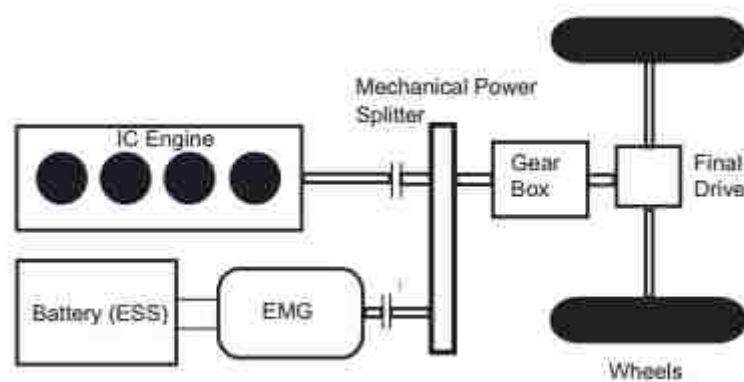 Mechanical Power
Splitter
IC Engine
Gear
Box
Final
Drive
Battery (ESS)
EMG
Wheels